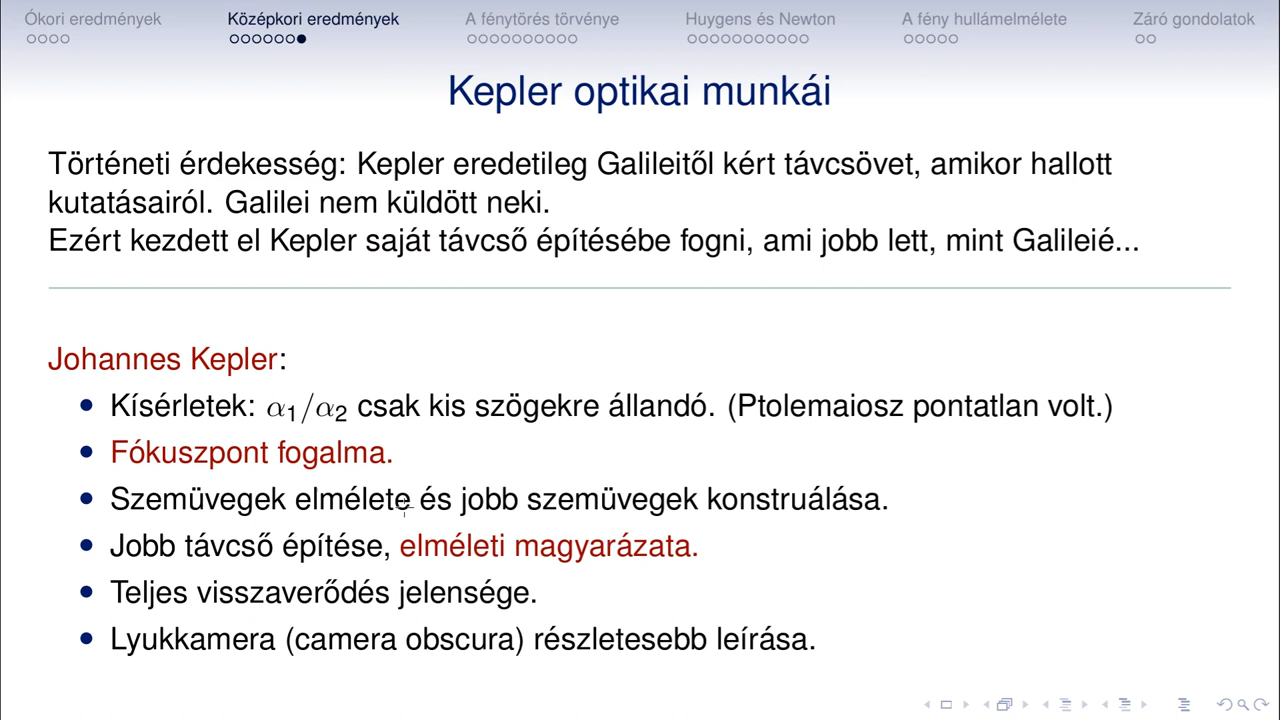 Ókori eredmények
Középkori eredmények
A fénytörés törvénye
Huygens és Newton
A fény hullámelmélete
Záró gondolatok
Kepler optikai munkái
Történeti érdekesség: Kepler eredetileg Galileitől kért távcsövet, amikor hallott
kutatásairól. Galilei nem küldött neki.
Ezért kezdett el Kepler saját távcső építésébe fogni, ami jobb lett, mint Galileié...
Johannes Kepler:
Kísérletek: α₁/α₂ csak kis szögekre állandó. (Ptolemaiosz pontatlan volt.)
Fókuszpont fogalma.
Szemüvegek elmélete és jobb szemüvegek konstruálása.
Jobb távcső építése, elméleti magyarázata.
Teljes visszaverődés jelensége.
Lyukkamera (camera obscura) részletesebb leírása.